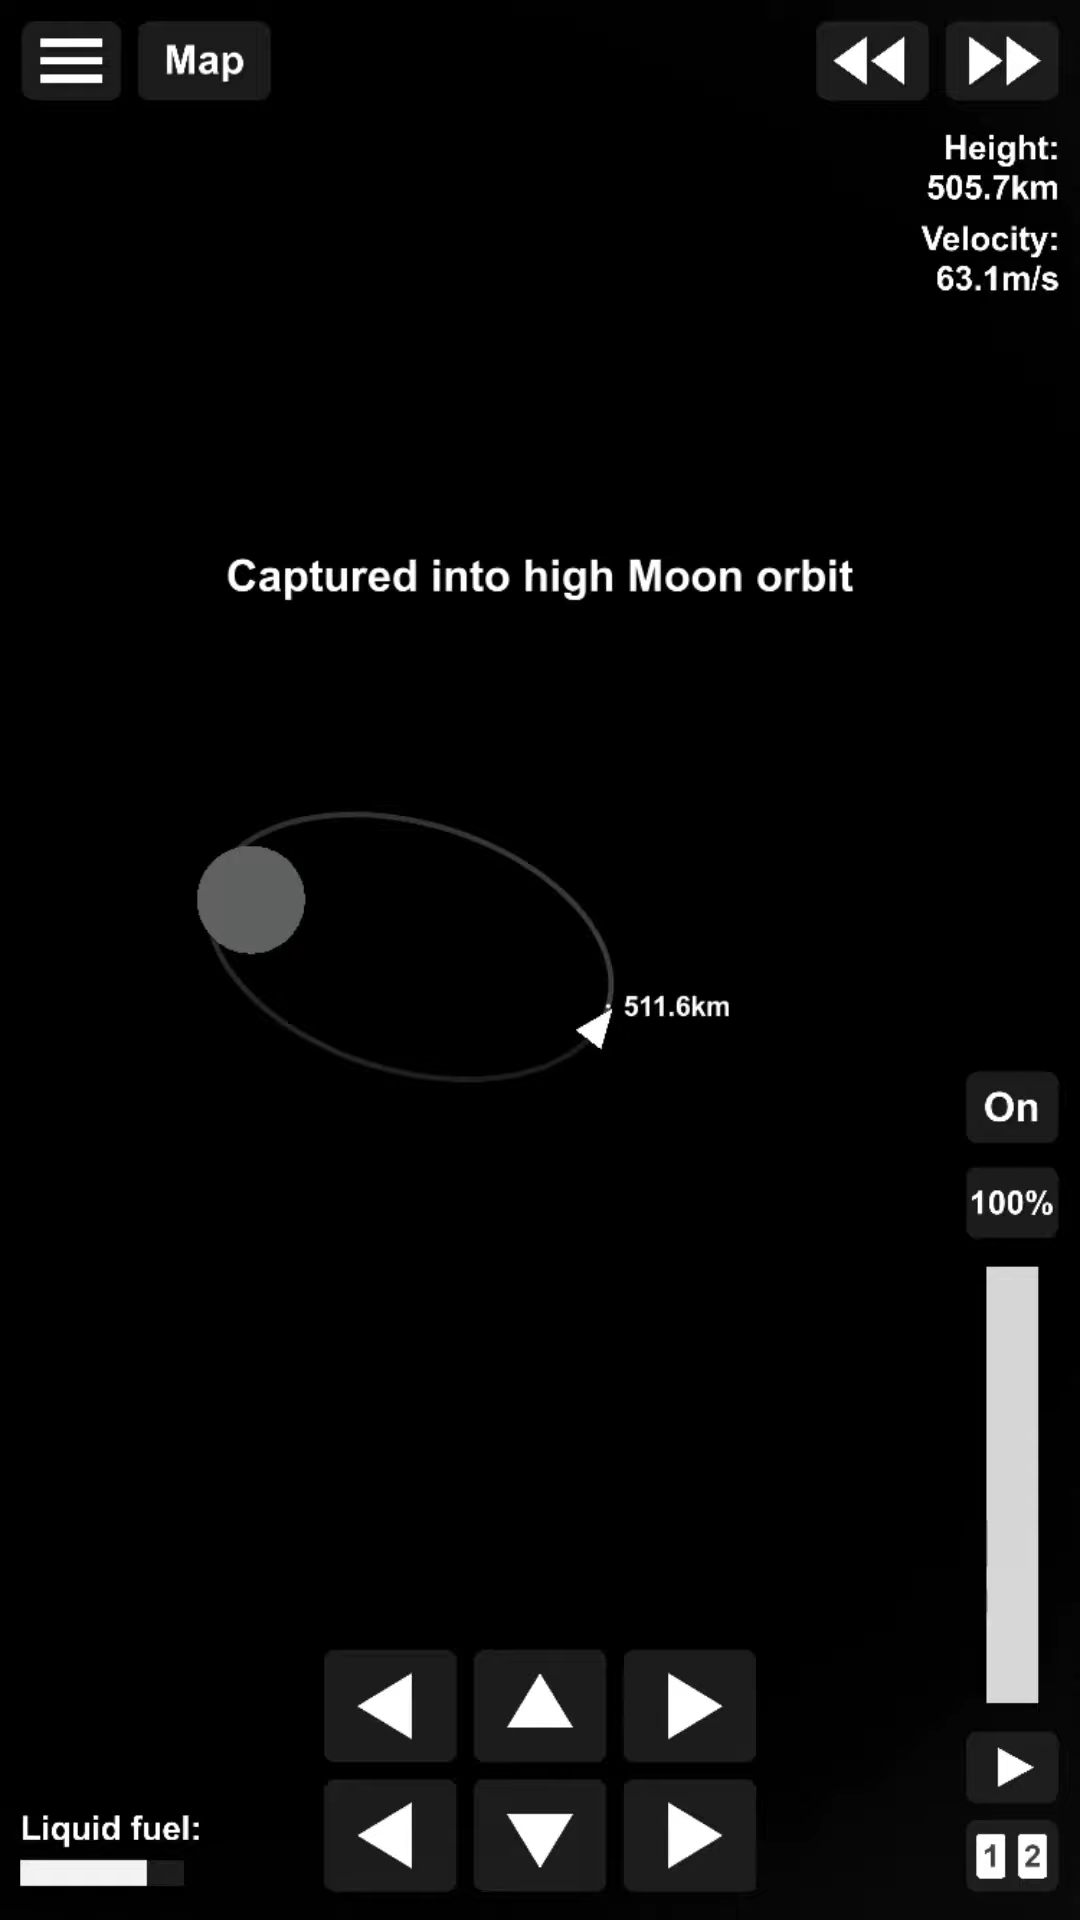 Map
Height:
505.7km
Velocity:
63.1m/s
Captured into high Moon orbit
511.6km
On
100%
Liquid fuel:
1 2